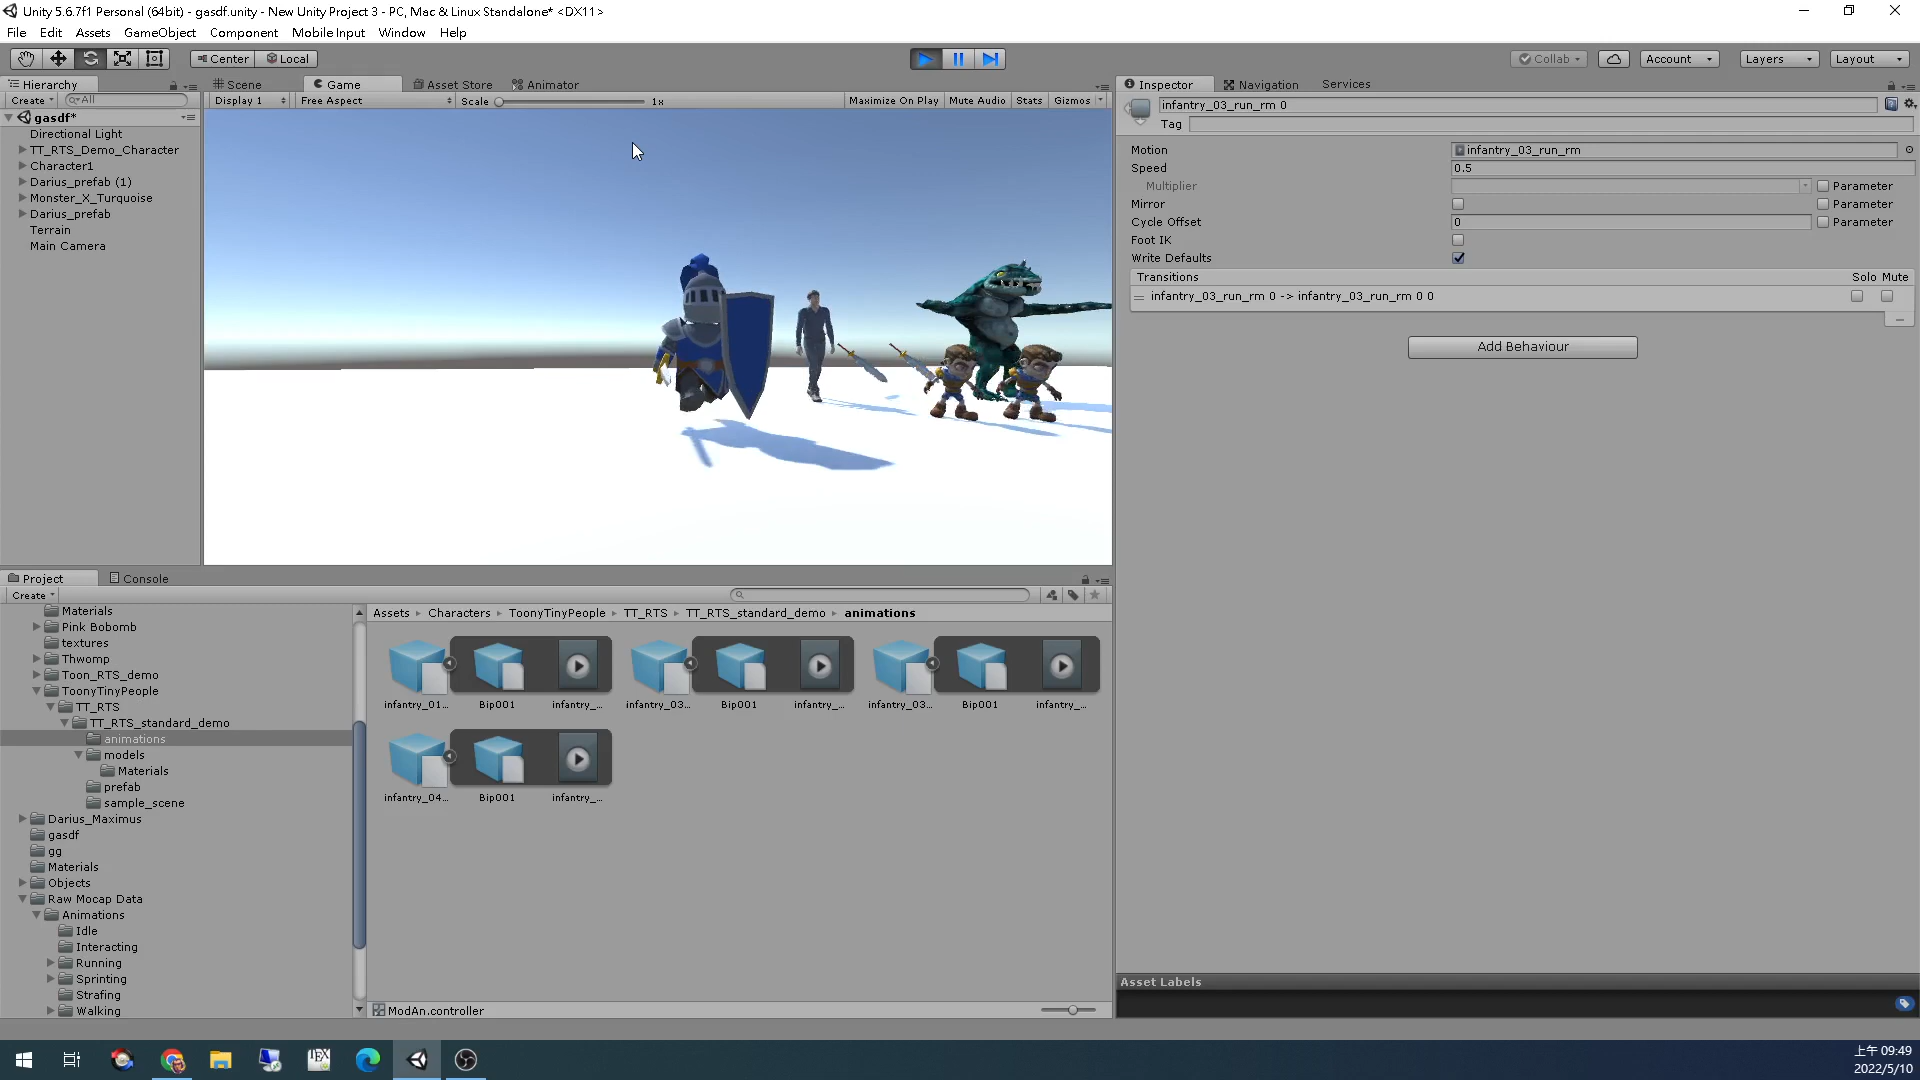 Unity 5.6.7f1 Personal (64bit) - gasdf.unity - New Unity Project 3 - PC, Mac & Linux Standalone* <DX11>
File Edit Assets GameObject Component Mobile Input Window Help
Center Local Collab Account Layers Layout
Hierarchy
Create All
gasdf*
Directional Light
TT_RTS_Demo_Character
Character1
Darius_prefab (1)
Monster_X_Turquoise
Darius_prefab
Terrain
Main Camera
Scene Game Asset Store Animator
Display 1 Free Aspect Scale 1x Maximize On Play Mute Audio Stats Gizmos
Inspector Navigation Services
infantry_03_run_rm 0
Tag
Motion infantry_03_run_rm
Speed 0.5
Multiplier Parameter
Mirror Parameter
Cycle Offset 0 Parameter
Foot IK
Write Defaults
Transitions Solo Mute
infantry_03_run_rm 0 -> infantry_03_run_rm 0 0
Add Behaviour
Asset Labels
Project Console
Create
Materials
Pink Bobomb
textures
Thwomp
Toon_RTS_demo
ToonyTinyPeople
TT_RTS
TT_RTS_standard_demo
animations
models
Materials
prefab
sample_scene
Darius_Maximus
gasdf
gg
Materials
Objects
Raw Mocap Data
Animations
Idle
Interacting
Running
Sprinting
Strafing
Walking
Assets Characters ToonyTinyPeople TT_RTS TT_RTS_standard_demo animations
infantry_01... Bip001 infantry_... infantry_03... Bip001 infantry_... infantry_03... Bip001 infantry_...
infantry_04... Bip001 infantry_...
ModAn.controller
TEX
上午 09:49
2022/5/10